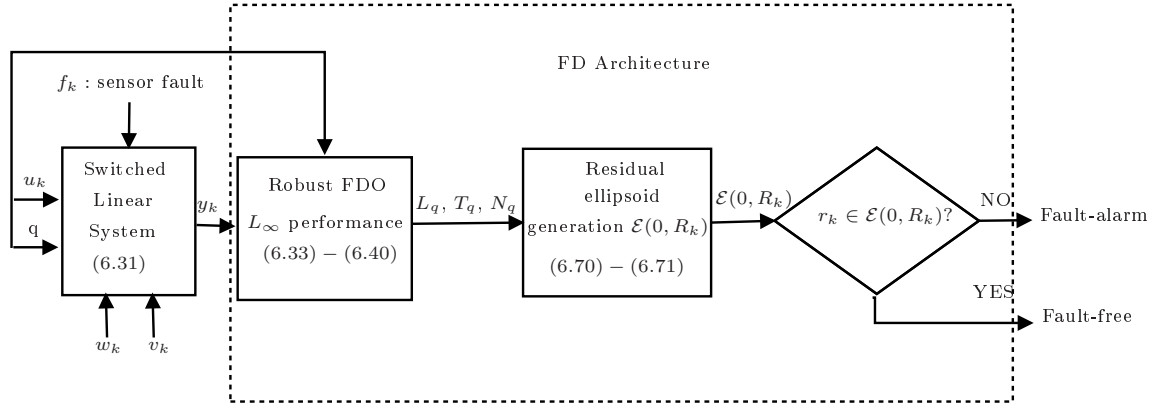 FD Architecture
f_k : sensor fault
u_k
q
Switched
Linear
System
(6.31)
w_k
v_k
y_k
Robust FDO
L_∞ performance
(6.33) − (6.40)
L_q, T_q, N_q
Residual
ellipsoid
generation ℰ(0, R_k)
(6.70) − (6.71)
ℰ(0, R_k)
r_k ∈ ℰ(0, R_k)?
NO
Fault-alarm
YES
Fault-free